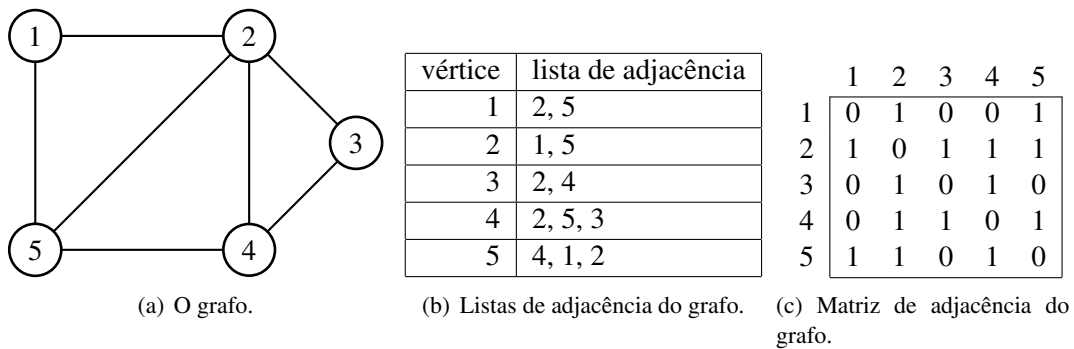 1
2
3
5
4
(a) O grafo.
vértice lista de adjacência
1 2, 5
2 1, 5
3 2, 4
4 2, 5, 3
5 4, 1, 2
(b) Listas de adjacência do grafo.
1 2 3 4 5
1 0 1 0 0 1
2 1 0 1 1 1
3 0 1 0 1 0
4 0 1 1 0 1
5 1 1 0 1 0
(c) Matriz de adjacência do
grafo.